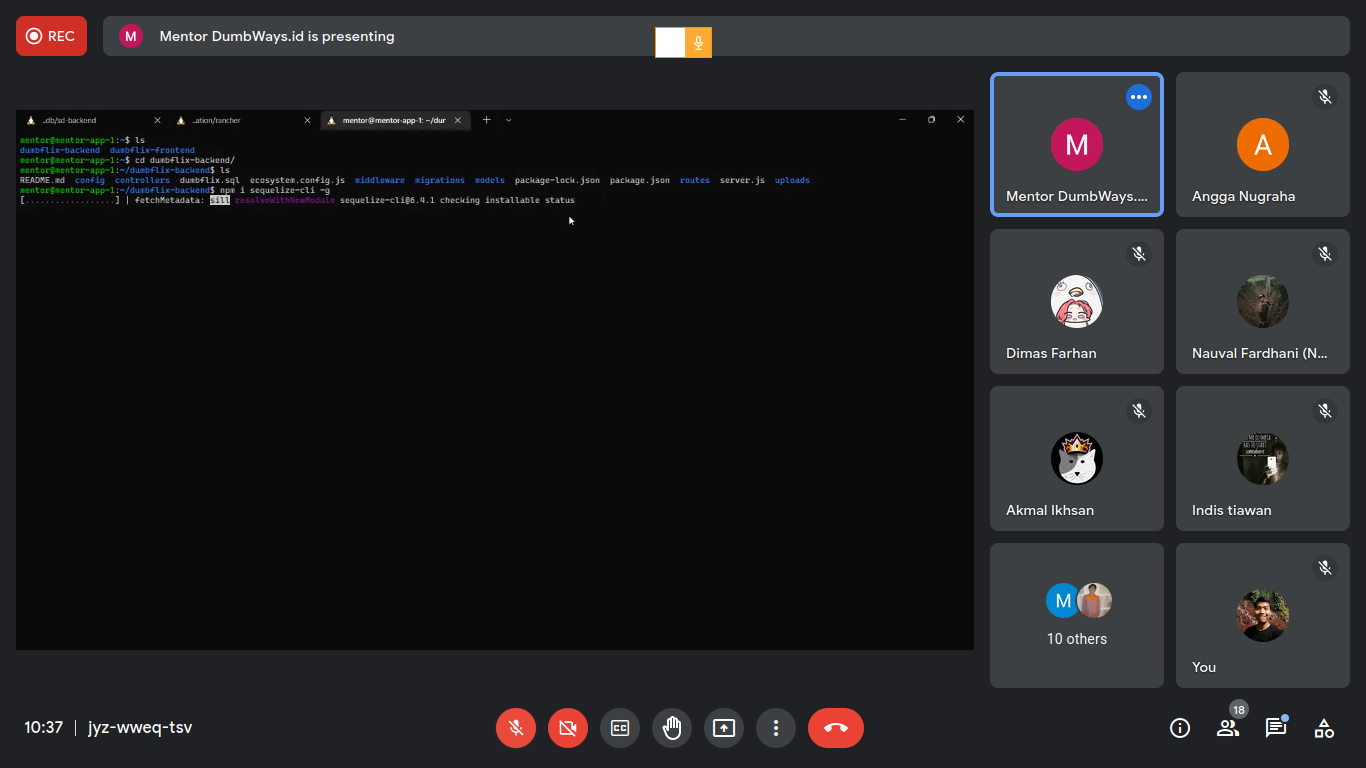 REC
M
Mentor DumbWays.id is presenting
..db/sd-backend
..ation/rancher
mentor@mentor-app-1: ~/dur
mentor@mentor-app-1:~$ ls
dumbflix-backend dumbflix-frontend
mentor@mentor-app-1:~$ cd dumbflix-backend/
mentor@mentor-app-1:~/dumbflix-backend$ ls
README.md config controllers dumbflix.sql ecosystem.config.js middleware migrations models package-lock.json package.json routes server.js uploads
mentor@mentor-app-1:~/dumbflix-backend$ npm i sequelize-cli -g
[..................] | fetchMetadata: sill resolveWithNewModule sequelize-cli@6.4.1 checking installable status
M
Mentor DumbWays....
A
Angga Nugraha
Dimas Farhan
Nauval Fardhani (N...
Akmal Ikhsan
Indis tiawan
M
10 others
You
10:37 | jyz-wweq-tsv
CC
18